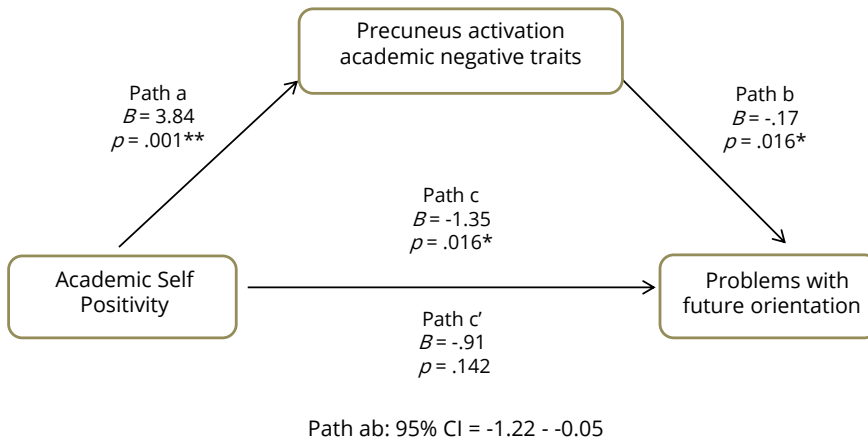 Precuneus activation
academic negative traits
Path a
B = 3.84
p = .001**
Path b
B = -.17
p = .016*
Path c
B = -1.35
p = .016*
Academic Self
Positivity
Problems with
future orientation
Path c’
B = -.91
p = .142
Path ab: 95% CI = -1.22 - -0.05